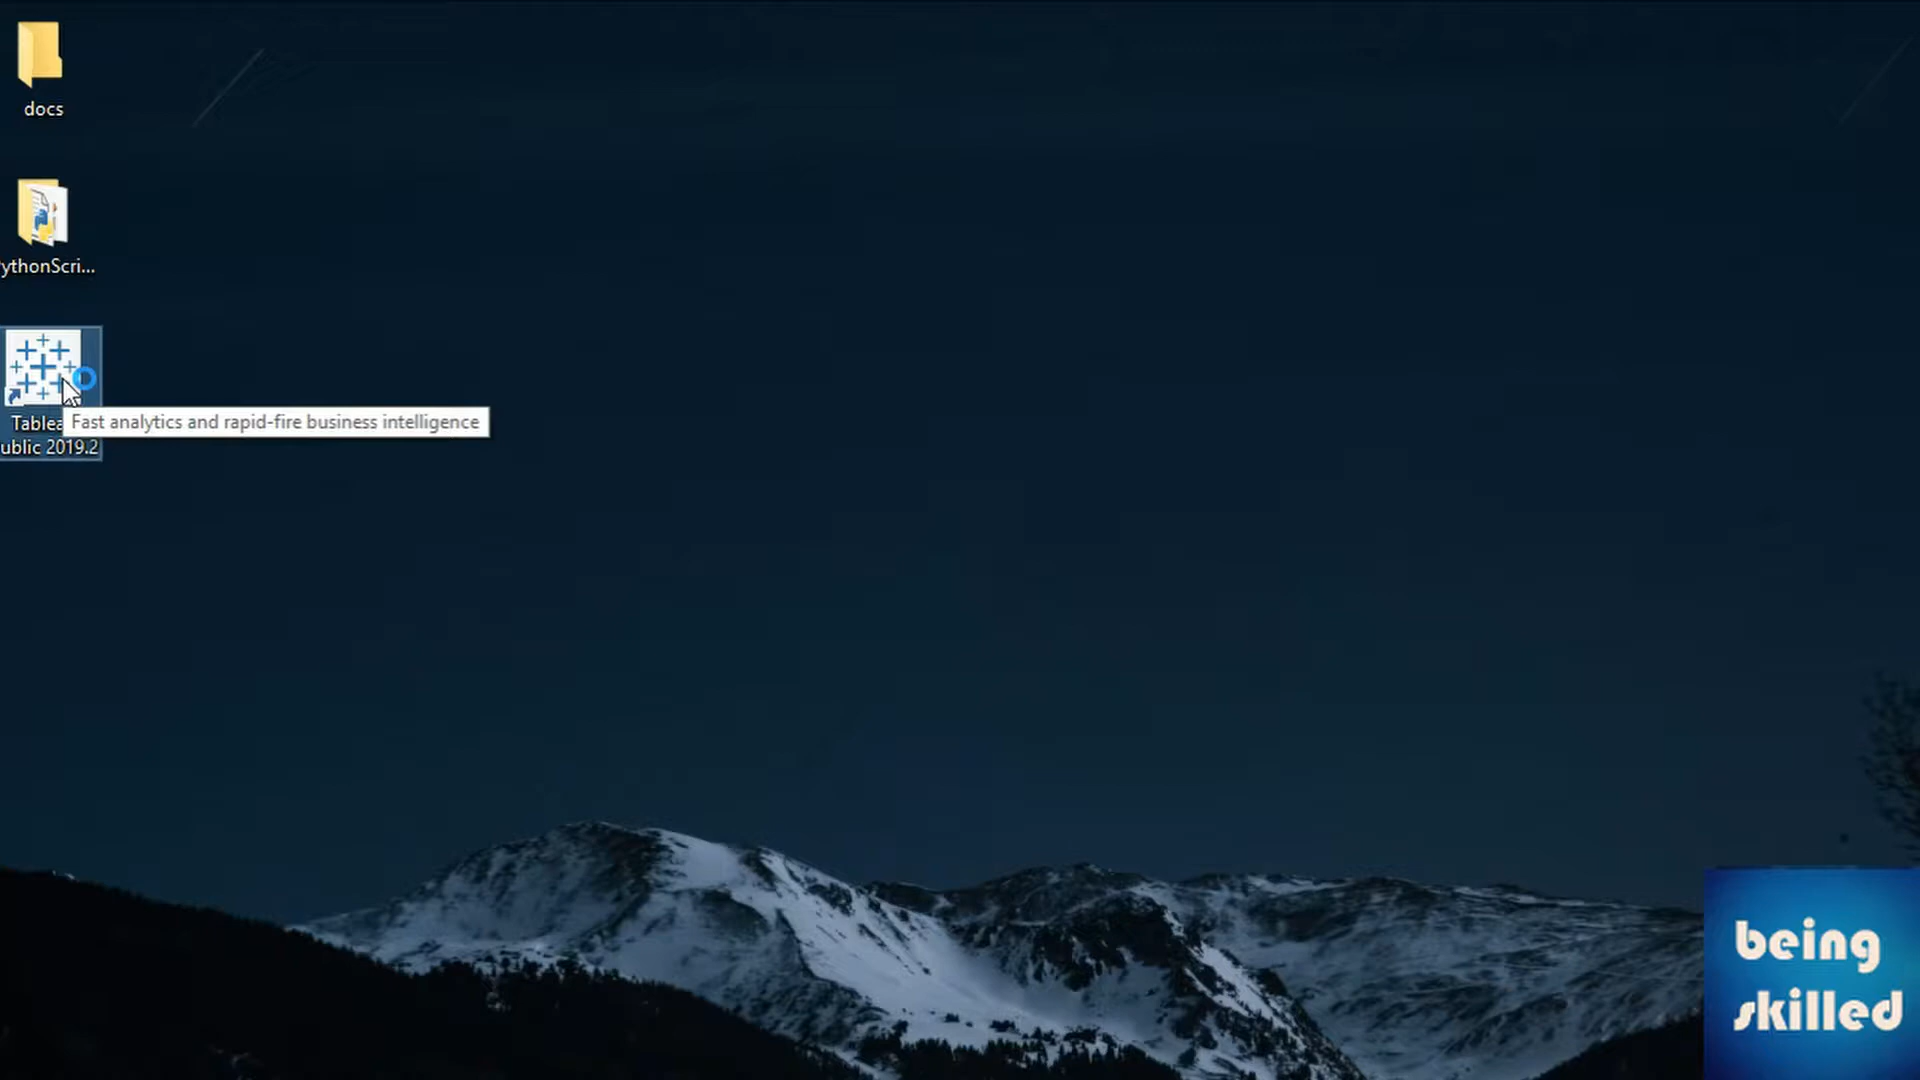 docs
ythonScri...
Tablea
ublic 2019.2
Fast analytics and rapid-fire business intelligence
being
skilled